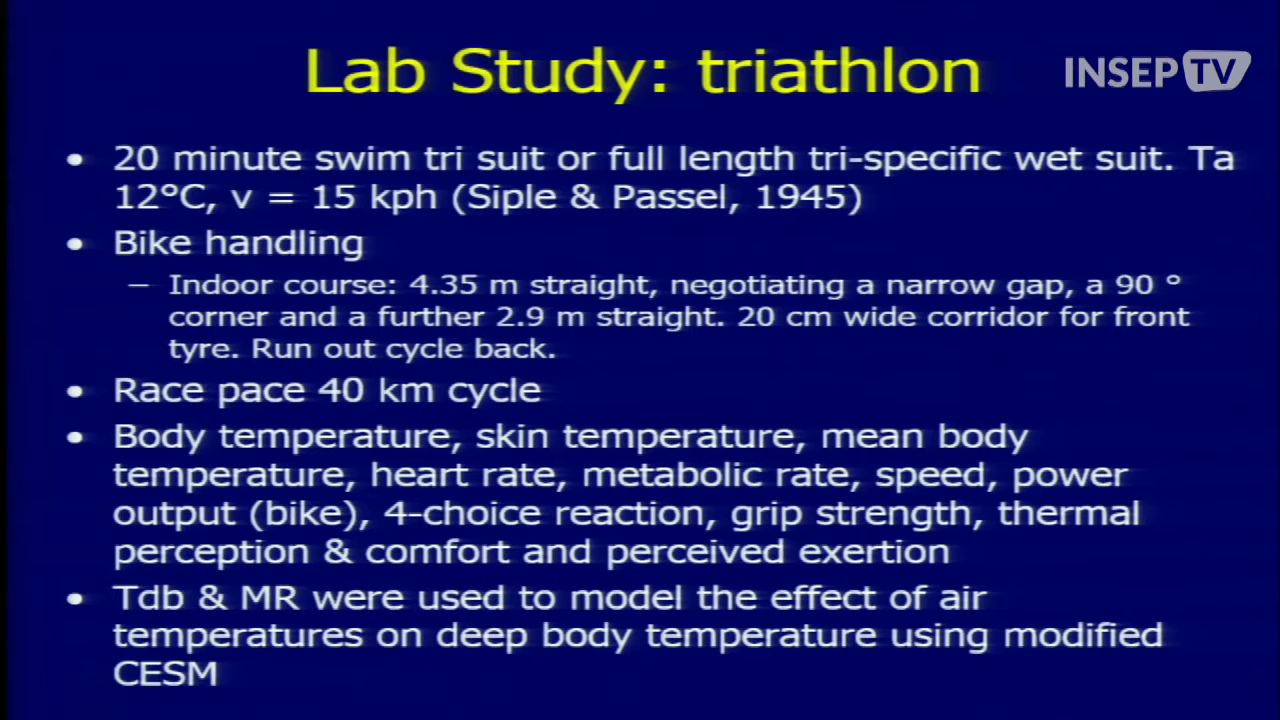 Lab Study: triathlon
INSEP TV
• 20 minute swim tri suit or full length tri-specific wet suit. Ta
12°C, v = 15 kph (Siple & Passel, 1945)
• Bike handling
– Indoor course: 4.35 m straight, negotiating a narrow gap, a 90 °
corner and a further 2.9 m straight. 20 cm wide corridor for front
tyre. Run out cycle back.
• Race pace 40 km cycle
• Body temperature, skin temperature, mean body
temperature, heart rate, metabolic rate, speed, power
output (bike), 4-choice reaction, grip strength, thermal
perception & comfort and perceived exertion
• Tdb & MR were used to model the effect of air
temperatures on deep body temperature using modified
CESM